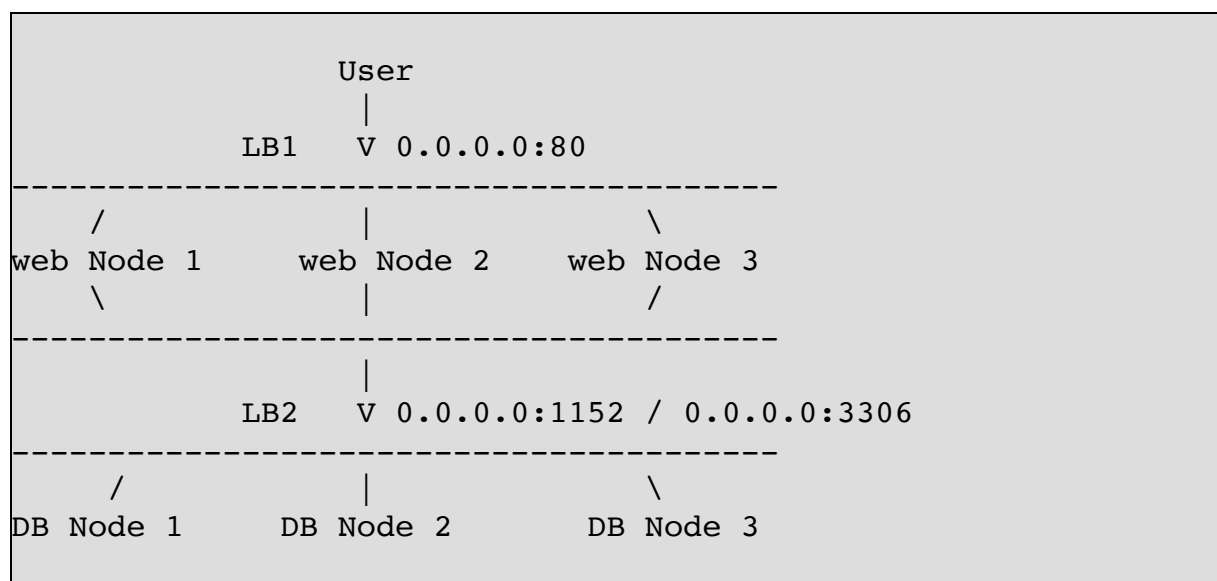 User
|
LB1 V 0.0.0.0:80
----------------------------------------
/ | \
web Node 1 web Node 2 web Node 3
\ | /
----------------------------------------
|
LB2 V 0.0.0.0:1152 / 0.0.0.0:3306
----------------------------------------
/ | \
DB Node 1 DB Node 2 DB Node 3